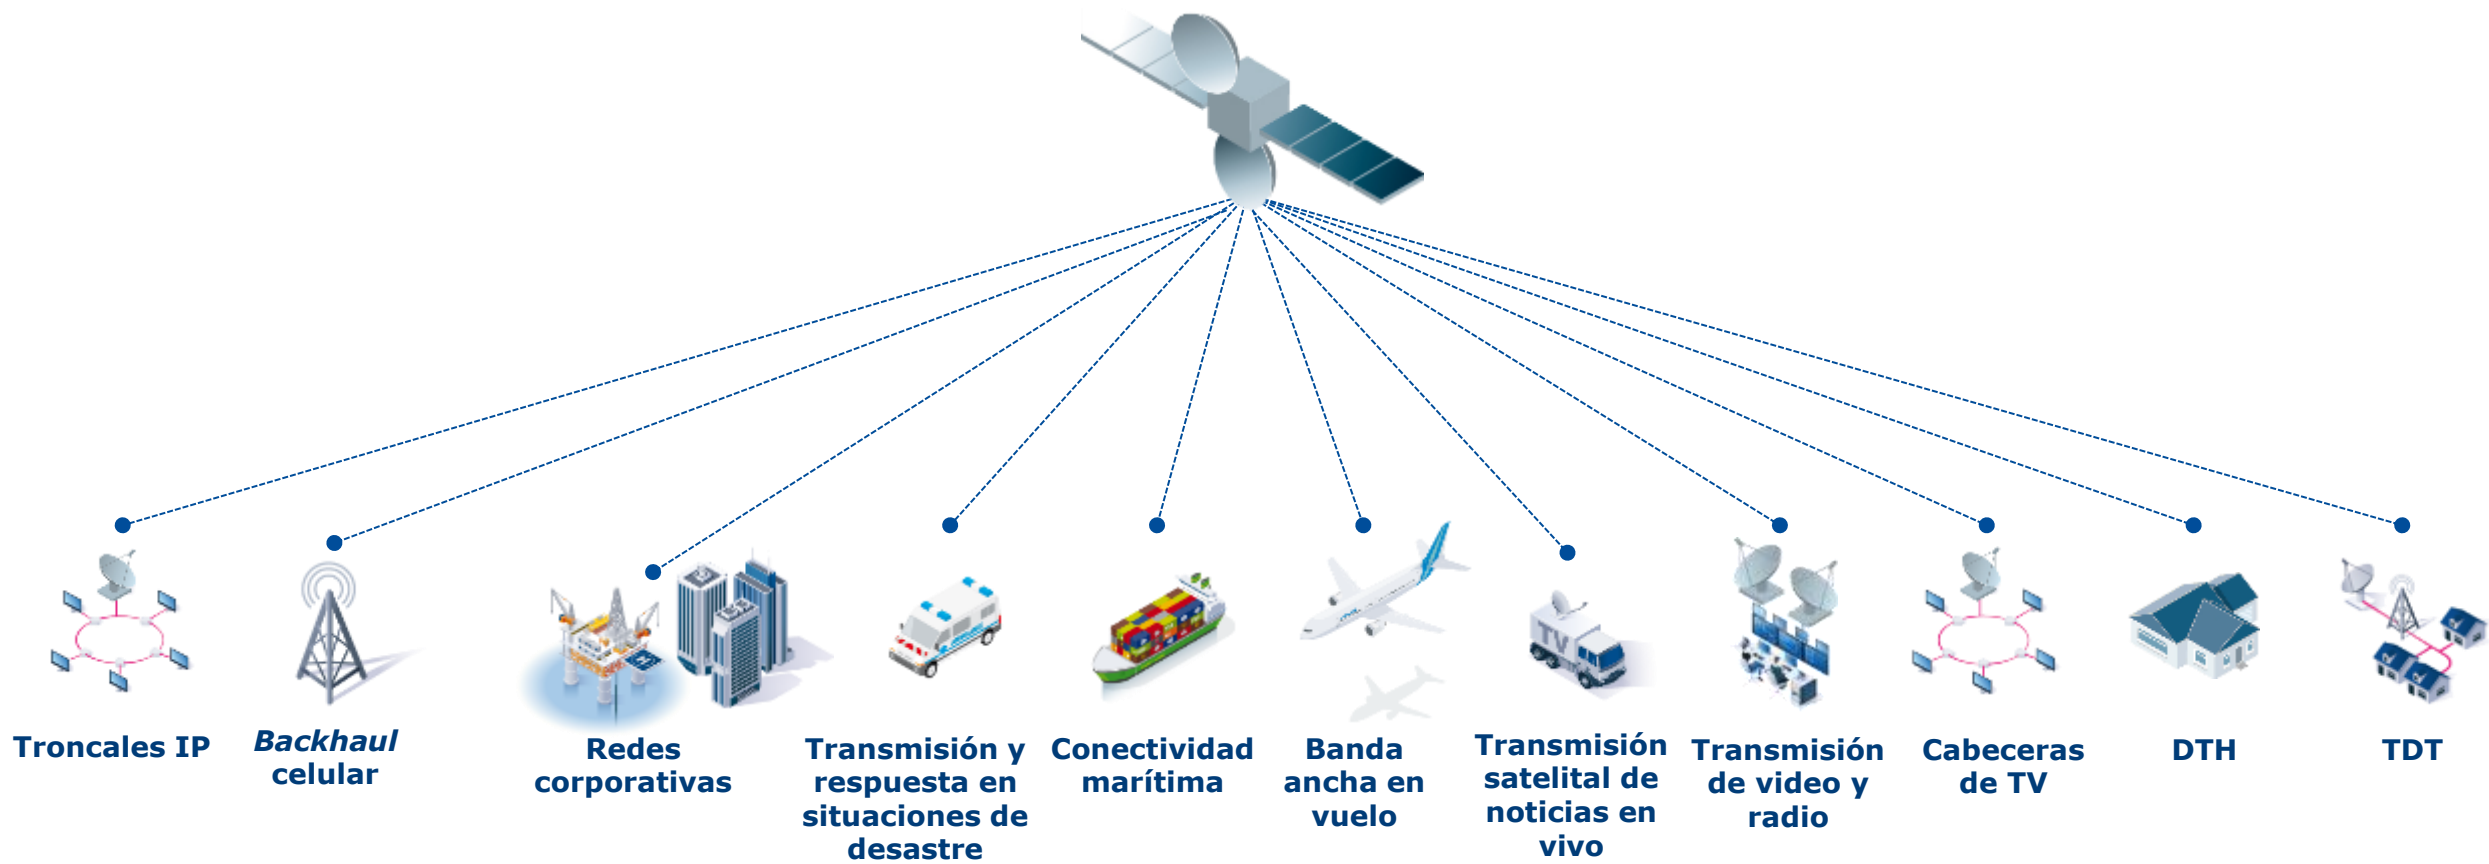 TV
Troncales IP
Backhaul
celular
Redes
corporativas
Transmisión y
respuesta en
situaciones de
desastre
Conectividad
marítima
Banda
ancha en
vuelo
Transmisión
satelital de
noticias en
vivo
Transmisión
de video y
radio
Cabeceras
de TV
DTH
TDT